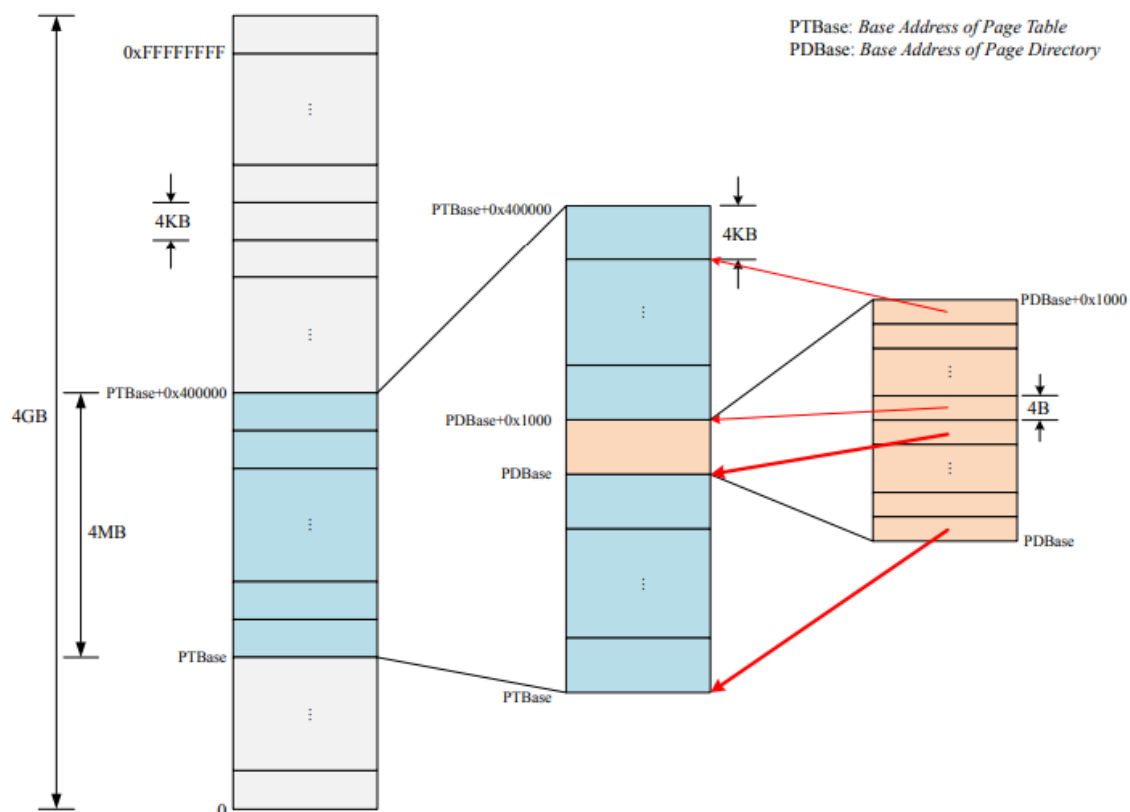 PTBase: Base Address of Page Table
PDBase: Base Address of Page Directory
0xFFFFFFFF
4KB
PTBase+0x400000
4GB
4MB
PTBase
0
PTBase+0x400000
4KB
PDBase+0x1000
PDBase
PTBase
PDBase+0x1000
4B
PDBase